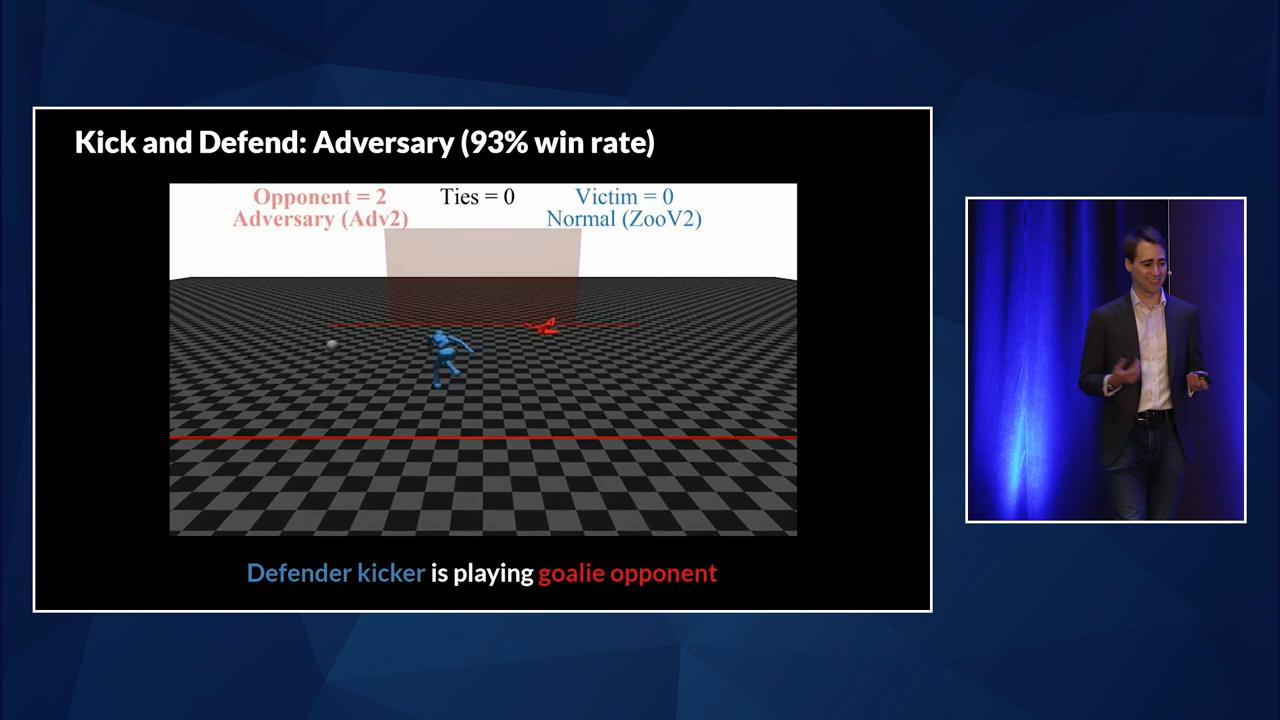 Kick and Defend: Adversary (93% win rate)
Opponent = 2 Ties = 0 Victim = 0
Adversary (Adv2) Normal (ZooV2)
Defender kicker is playing goalie opponent